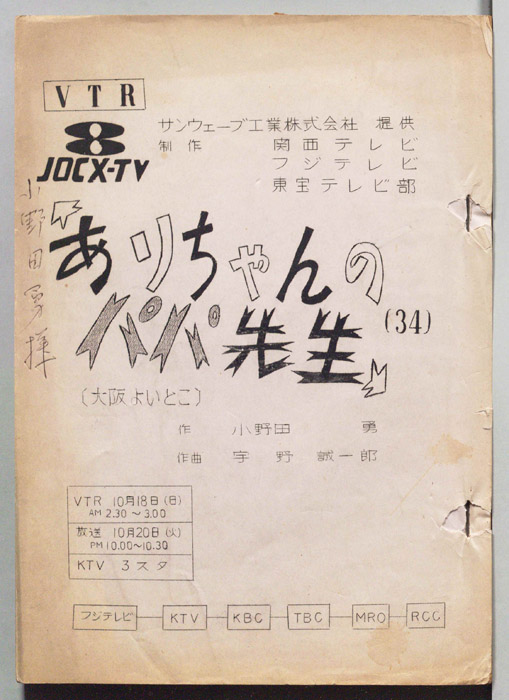 VTR
8
JOCX-TV
サンウェーブ工業株式会社 提供
制作 関西テレビ
フジテレビ
東宝テレビ部
小野田勇
『ありちゃんの
パパ先生』(34)
(大阪よいとこ)
作 小野田 勇
作曲 宇野 誠一郎
VTR 10月18日(日)
AM 2.30～3.00
放送 10月20日(火)
PM 10.00～10.30
KTV 3スタ
フジテレビ KTV KBC TBC MRO RCC